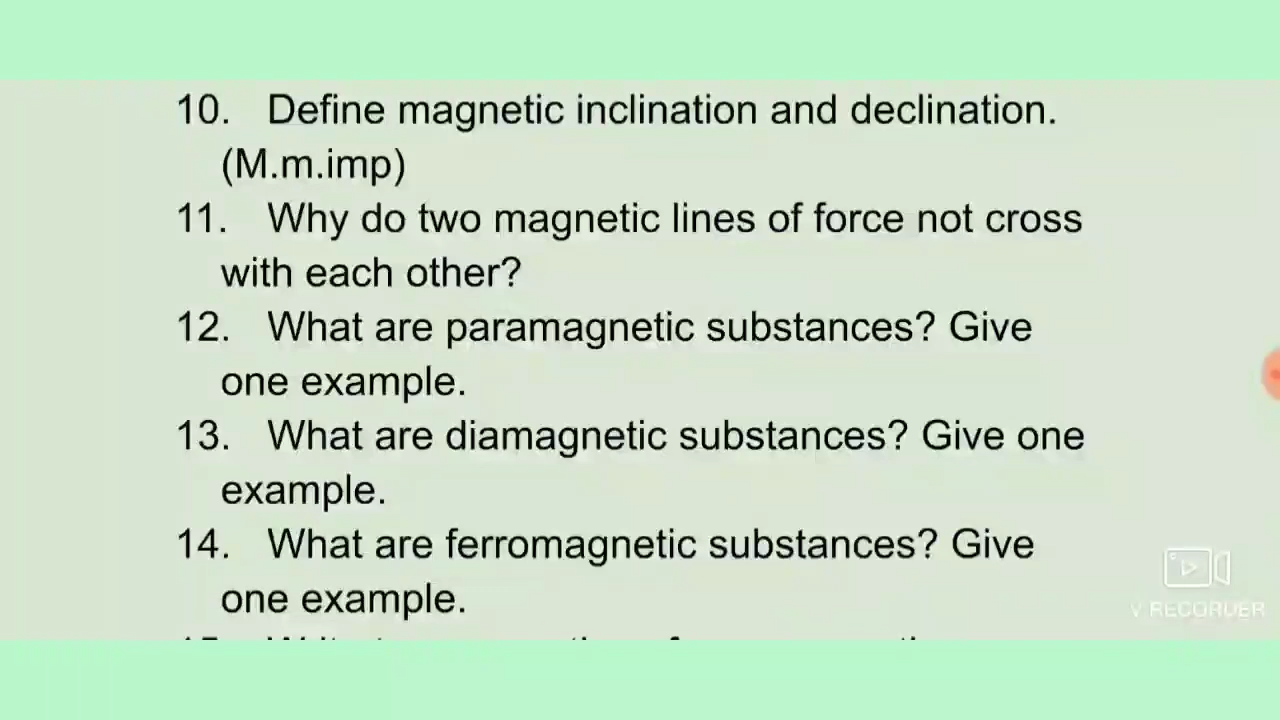 10. Define magnetic inclination and declination.
(M.m.imp)
11. Why do two magnetic lines of force not cross
with each other?
12. What are paramagnetic substances? Give
one example.
13. What are diamagnetic substances? Give one
example.
14. What are ferromagnetic substances? Give
one example.
V RECORDER